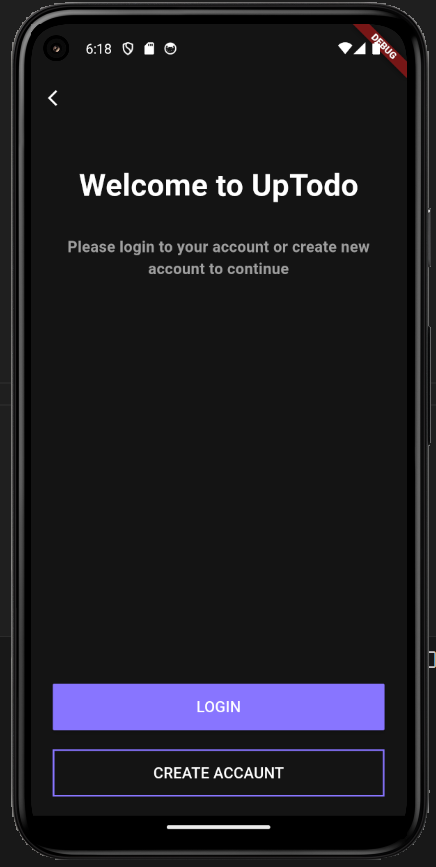 6:18
DEBUG
Welcome to UpTodo
Please login to your account or create new
account to continue
LOGIN
CREATE ACCAUNT